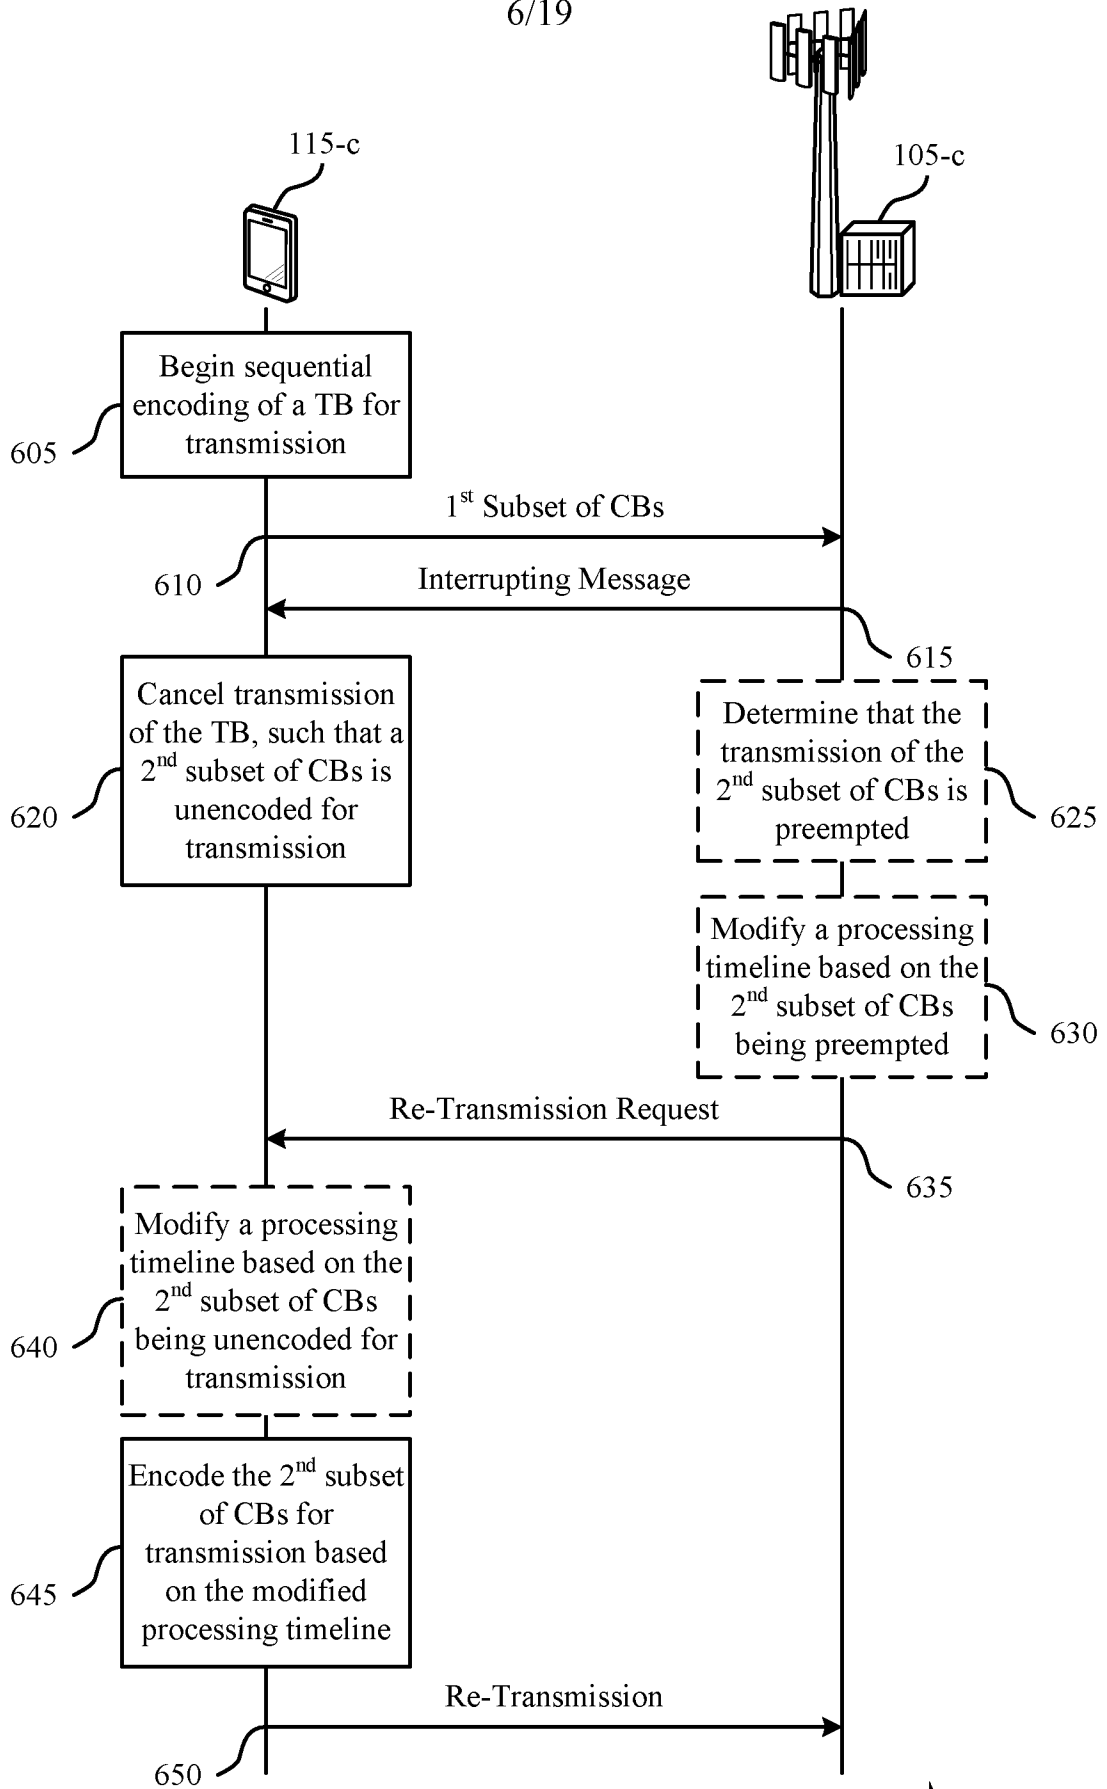 6/19
115-c
105-c
Begin sequential
encoding of a TB for
transmission
605
1st Subset of CBs
610
Interrupting Message
615
Cancel transmission
of the TB, such that a
2nd subset of CBs is
unencoded for
transmission
620
Determine that the
transmission of the
2nd subset of CBs is
preempted
625
Modify a processing
timeline based on the
2nd subset of CBs
being preempted
630
Re-Transmission Request
635
Modify a processing
timeline based on the
2nd subset of CBs
being unencoded for
transmission
640
Encode the 2nd subset
of CBs for
transmission based
on the modified
processing timeline
645
Re-Transmission
650